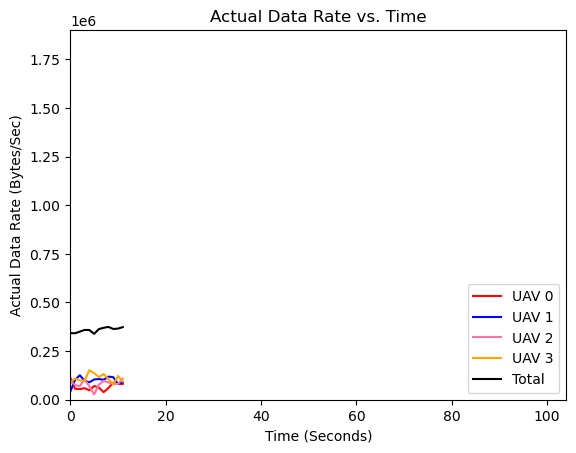 Actual Data Rate vs. Time
1e6
Actual Data Rate (Bytes/Sec)
1.75
1.50
1.25
1.00
0.75
0.50
0.25
0.00
0
20
40
60
80
100
Time (Seconds)
UAV 0
UAV 1
UAV 2
UAV 3
Total